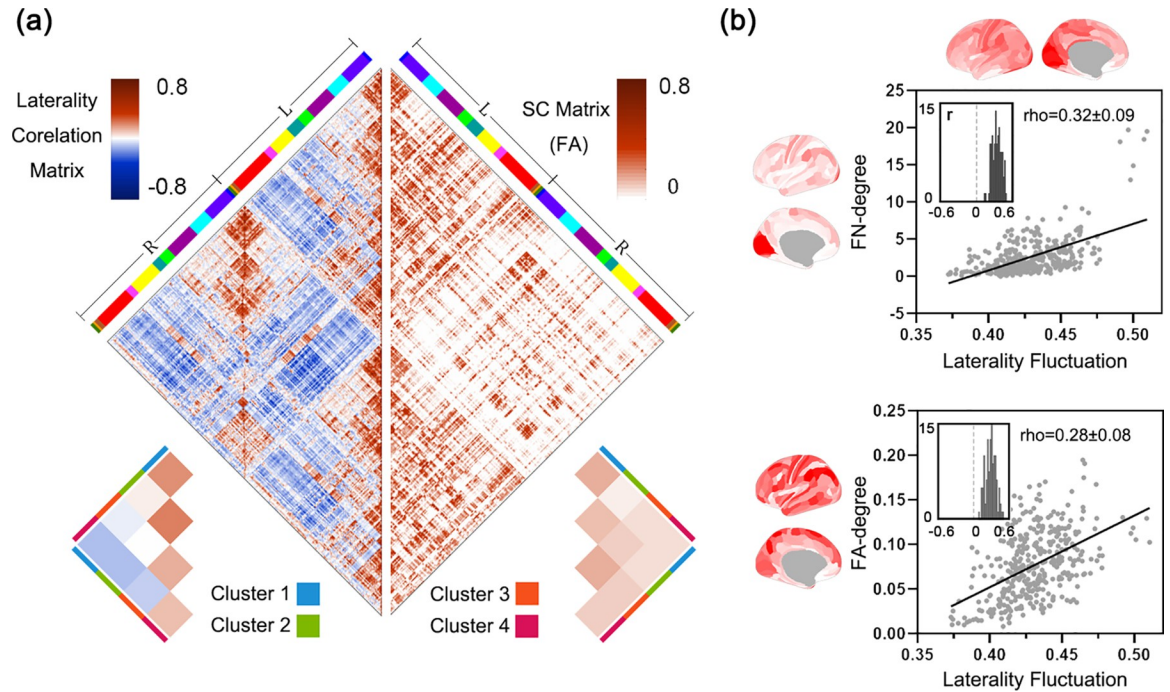 (a)
Laterality
Corelation
Matrix
0.8
-0.8
L
R
SC Matrix
(FA)
0.8
0
L
R
Cluster 1
Cluster 2
Cluster 3
Cluster 4
(b)
FN-degree
25
20
15
10
5
0
-5
15
r
0
-0.6
0
0.6
rho=0.32±0.09
0.35
0.40
0.45
0.50
Laterality Fluctuation
FA-degree
0.25
0.20
0.15
0.10
0.05
0.00
15
0
-0.6
0
0.6
rho=0.28±0.08
0.35
0.40
0.45
0.50
Laterality Fluctuation